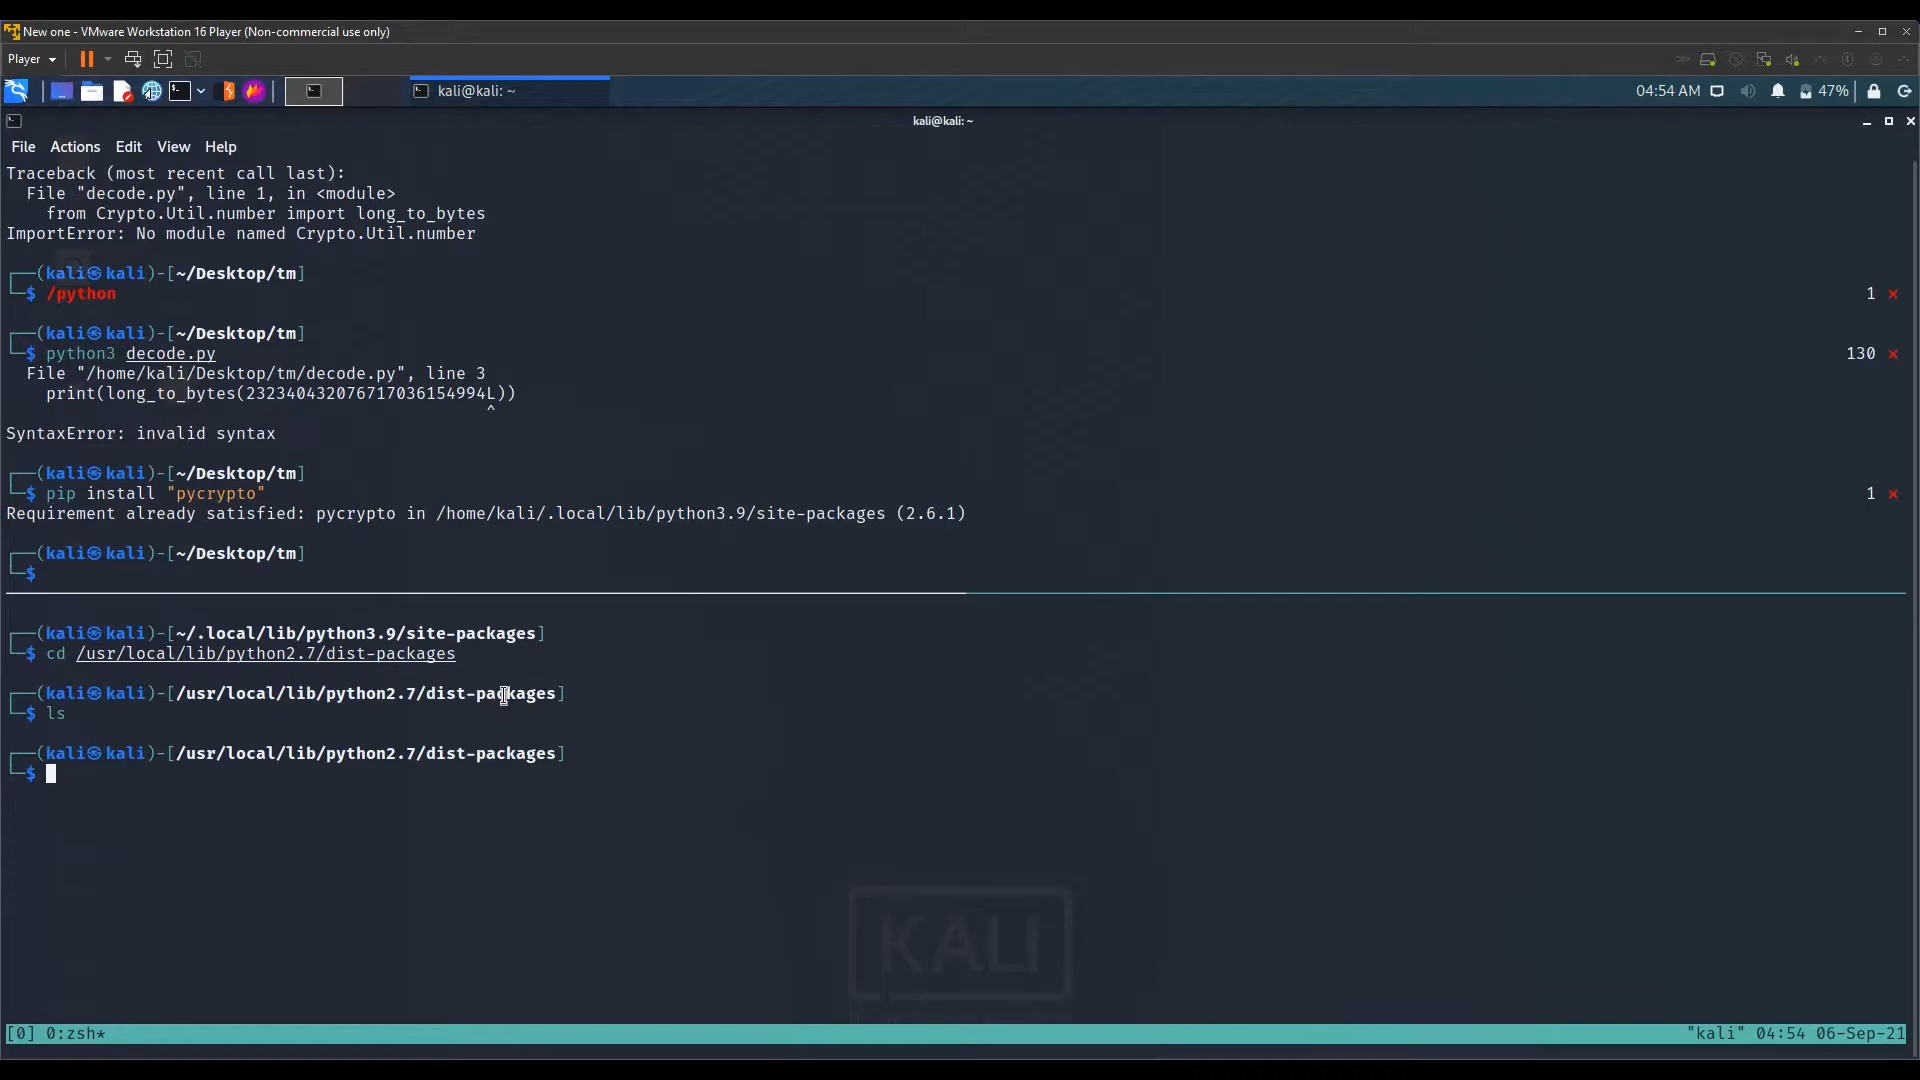 New one - VMware Workstation 16 Player (Non-commercial use only)
Player
kali@kali: ~
04:54 AM
47%
kali@kali: ~
File Actions Edit View Help
Traceback (most recent call last):
File "decode.py", line 1, in <module>
from Crypto.Util.number import long_to_bytes
ImportError: No module named Crypto.Util.number
┌──(kali㉿kali)-[~/Desktop/tm]
└─$ /python 1 ⨯
┌──(kali㉿kali)-[~/Desktop/tm]
└─$ python3 decode.py 130 ⨯
File "/home/kali/Desktop/tm/decode.py", line 3
print(long_to_bytes(232340432076717036154994L))
^
SyntaxError: invalid syntax
┌──(kali㉿kali)-[~/Desktop/tm]
└─$ pip install "pycrypto" 1 ⨯
Requirement already satisfied: pycrypto in /home/kali/.local/lib/python3.9/site-packages (2.6.1)
┌──(kali㉿kali)-[~/Desktop/tm]
└─$
┌──(kali㉿kali)-[~/.local/lib/python3.9/site-packages]
└─$ cd /usr/local/lib/python2.7/dist-packages
┌──(kali㉿kali)-[/usr/local/lib/python2.7/dist-packages]
└─$ ls
┌──(kali㉿kali)-[/usr/local/lib/python2.7/dist-packages]
└─$
KALI
[0] 0:zsh* "kali" 04:54 06-Sep-21